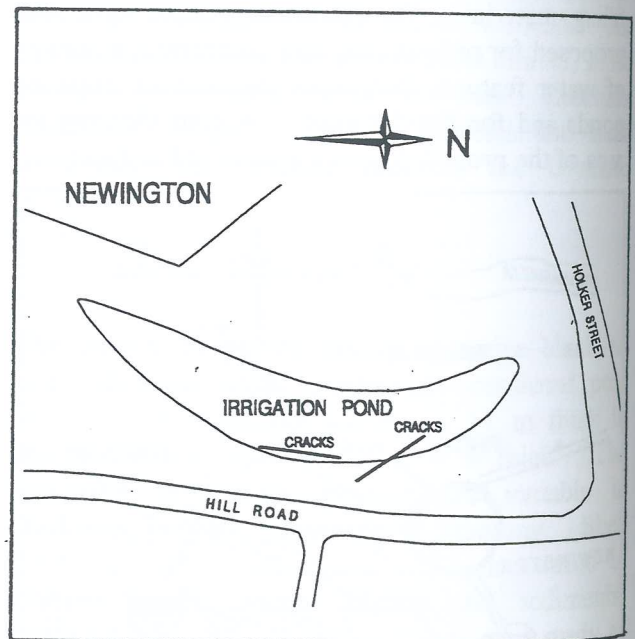 N
NEWINGTON
HOLKER STREET
IRRIGATION POND
CRACKS
CRACKS
HILL ROAD